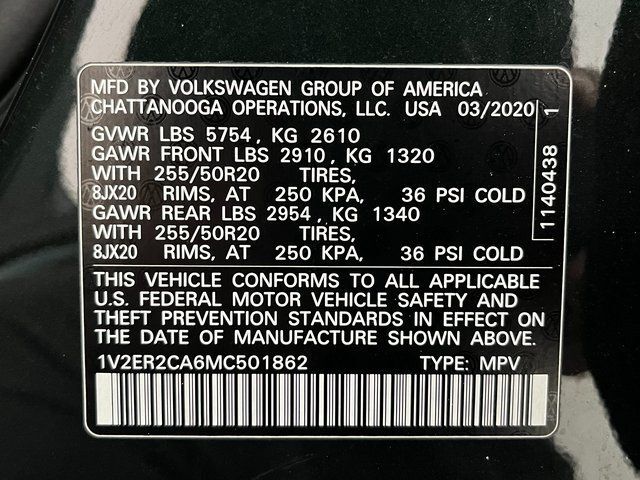 MFD BY VOLKSWAGEN GROUP OF AMERICA
CHATTANOOGA OPERATIONS, LLC. USA 03/2020
GVWR LBS 5754, KG 2610
GAWR FRONT LBS 2910, KG 1320
WITH 255/50R20 TIRES,
8JX20 RIMS, AT 250 KPA, 36 PSI COLD
GAWR REAR LBS 2954, KG 1340
WITH 255/50R20 TIRES,
8JX20 RIMS, AT 250 KPA, 36 PSI COLD
THIS VEHICLE CONFORMS TO ALL APPLICABLE
U.S. FEDERAL MOTOR VEHICLE SAFETY AND
THEFT PREVENTION STANDARDS IN EFFECT ON
THE DATE OF MANUFACTURE SHOWN ABOVE.
1V2ER2CA6MC501862 TYPE: MPV
1140438 1